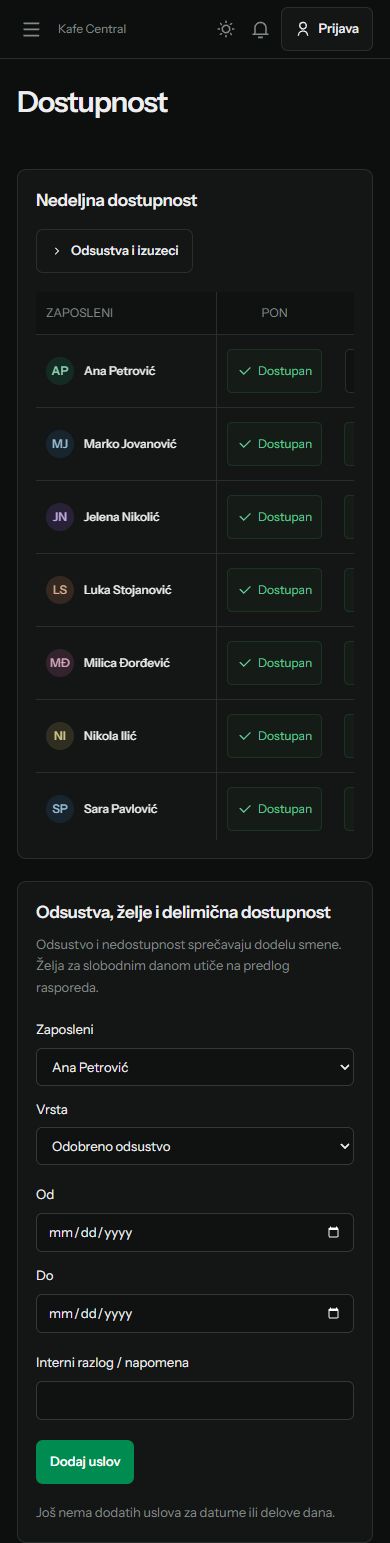 Kafe Central
Prijava
Dostupnost
Nedeljna dostupnost
Odsustva i izuzeci
ZAPOSLENI PON
AP Ana Petrović Dostupan
MJ Marko Jovanović Dostupan
JN Jelena Nikolić Dostupan
LS Luka Stojanović Dostupan
MĐ Milica Đorđević Dostupan
NI Nikola Ilić Dostupan
SP Sara Pavlović Dostupan
Odsustva, želje i delimična dostupnost
Odsustvo i nedostupnost sprečavaju dodelu smene.
Želja za slobodnim danom utiče na predlog
rasporeda.
Zaposleni
Ana Petrović
Vrsta
Odobreno odsustvo
Od
mm/dd/yyyy
Do
mm/dd/yyyy
Interni razlog / napomena
Dodaj uslov
Još nema dodatih uslova za datume ili delove dana.